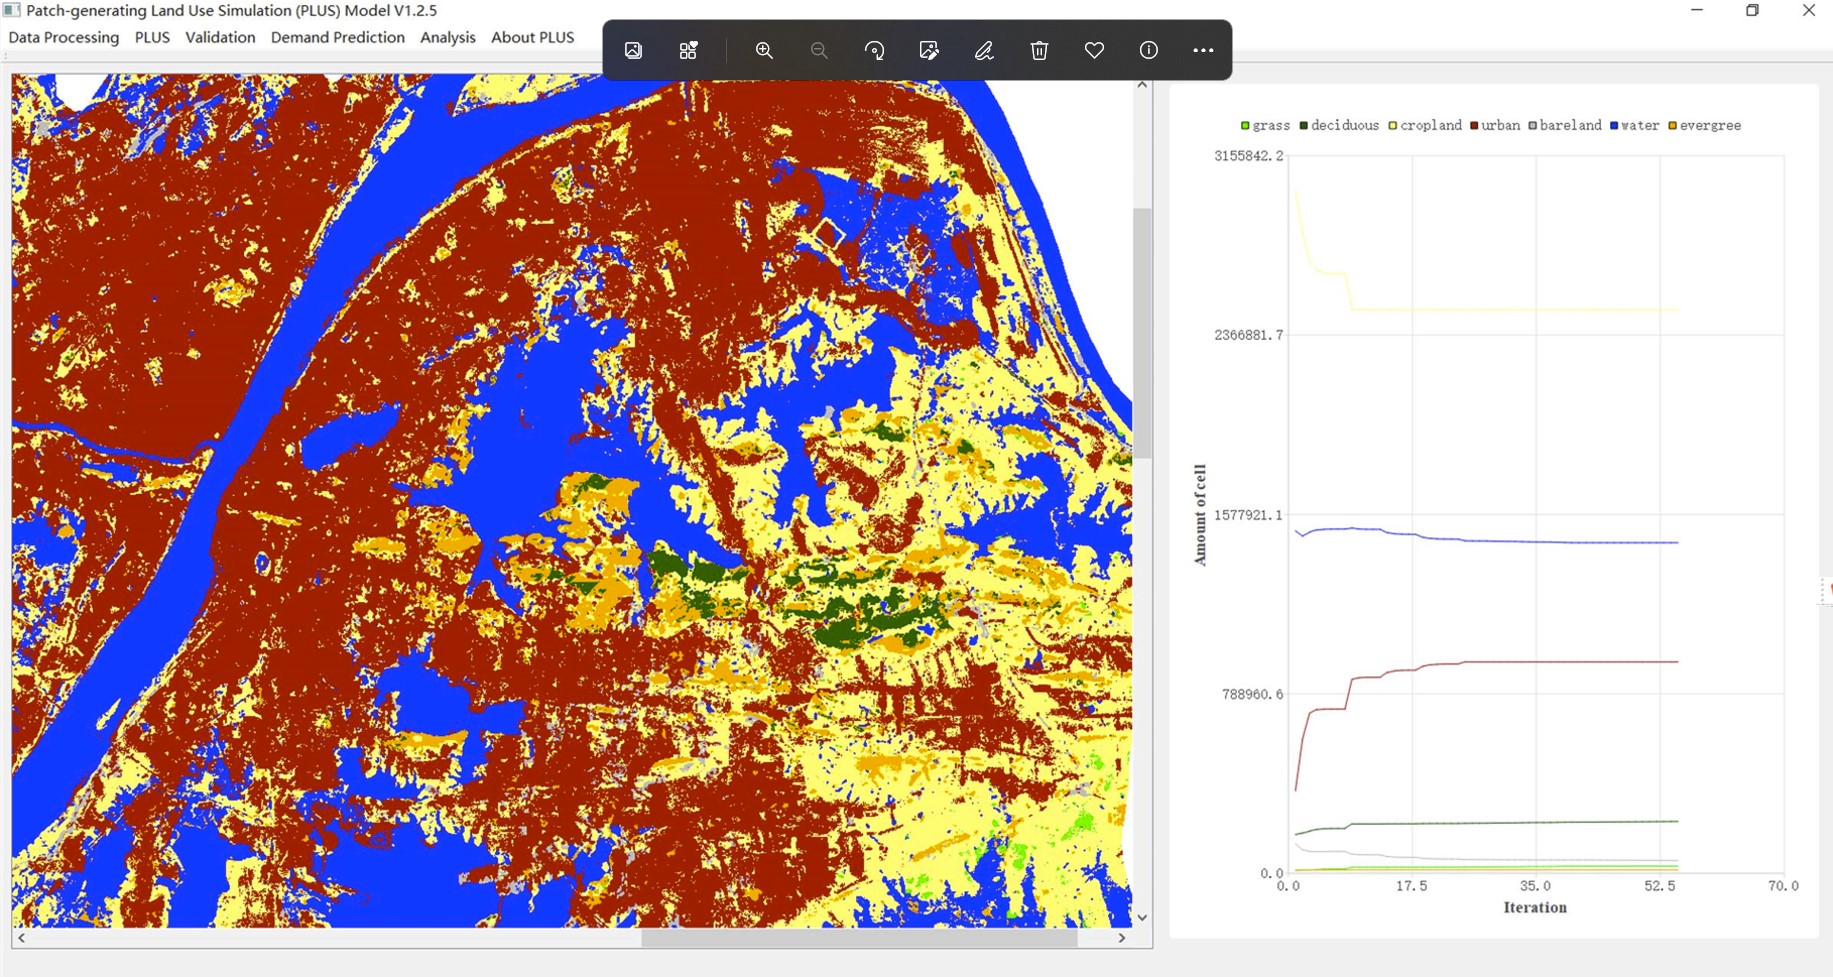 Patch-generating Land Use Simulation (PLUS) Model V1.2.5
Data Processing PLUS Validation Demand Prediction Analysis About PLUS
grass deciduous cropland urban bareland water evergree
3155842.2
2366881.7
1577921.1
788960.6
0.0
Amount of cell
0.0 17.5 35.0 52.5 70.0
Iteration